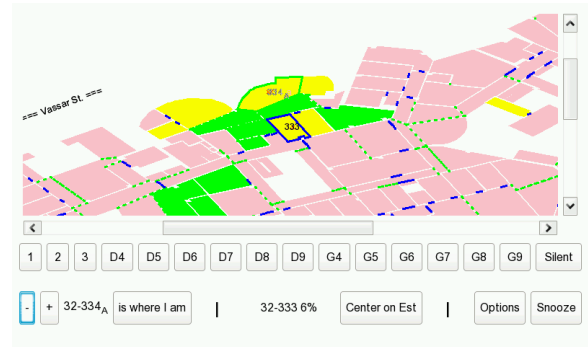 === Vassar St. ===
334 A
333
1 2 3 D4 D5 D6 D7 D8 D9 G4 G5 G6 G7 G8 G9 Silent
- + 32-334A is where I am | 32-333 6% Center on Est | Options Snooze